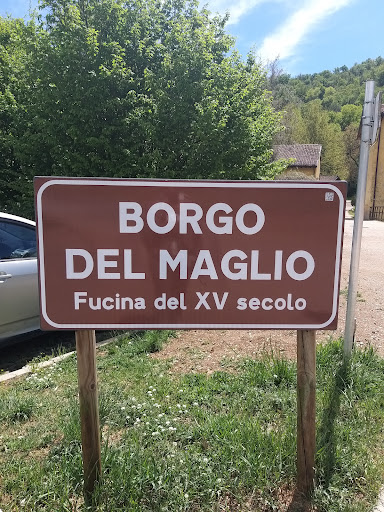 BORGO
DEL MAGLIO
Fucina del XV secolo